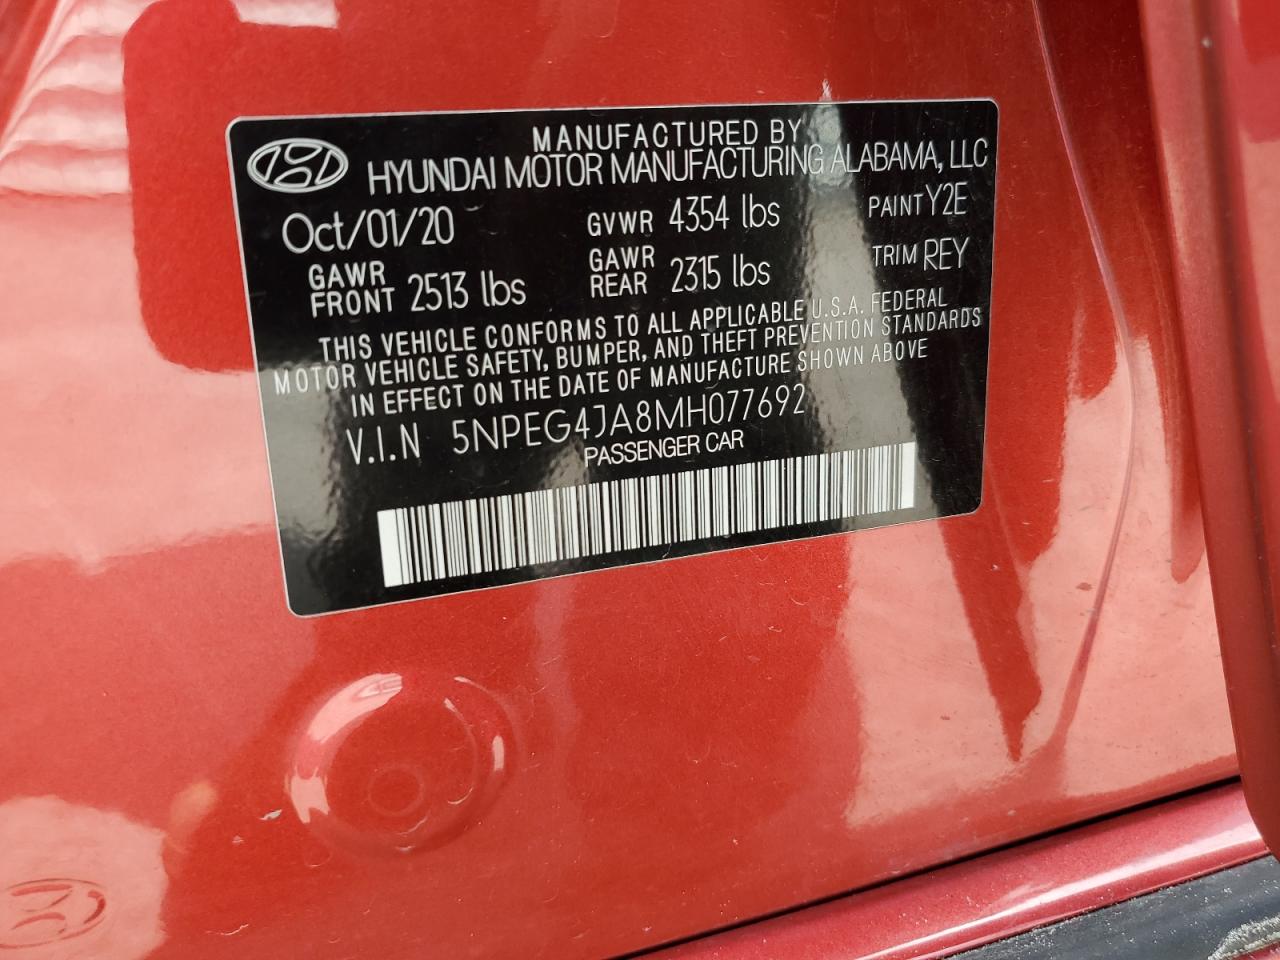 MANUFACTURED BY
HYUNDAI MOTOR MANUFACTURING ALABAMA, LLC
Oct/01/20 GVWR 4354 lbs PAINT Y2E
GAWR FRONT 2513 lbs GAWR REAR 2315 lbs TRIM REY
THIS VEHICLE CONFORMS TO ALL APPLICABLE U.S.A. FEDERAL
MOTOR VEHICLE SAFETY, BUMPER, AND THEFT PREVENTION STANDARDS
IN EFFECT ON THE DATE OF MANUFACTURE SHOWN ABOVE
V.I.N 5NPEG4JA8MH077692
PASSENGER CAR